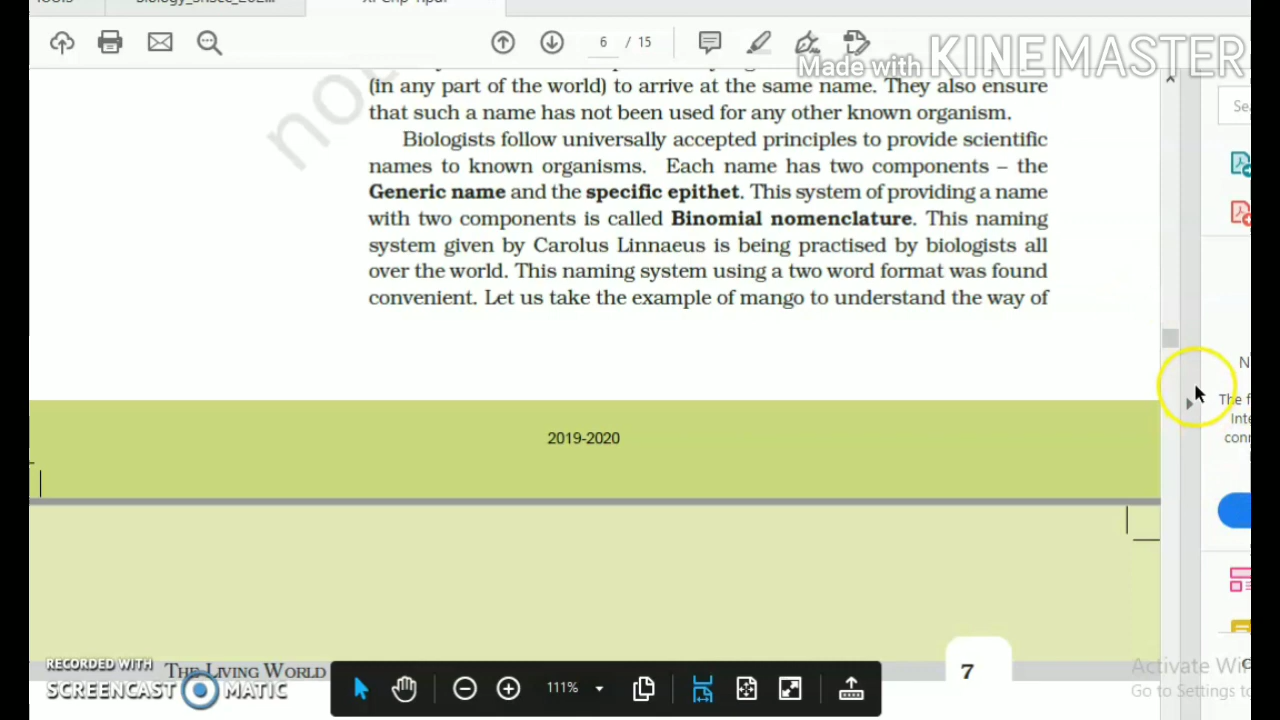 6 / 15
Made with KINEMASTER
(in any part of the world) to arrive at the same name. They also ensure
that such a name has not been used for any other known organism.
Biologists follow universally accepted principles to provide scientific
names to known organisms. Each name has two components – the
Generic name and the specific epithet. This system of providing a name
with two components is called Binomial nomenclature. This naming
system given by Carolus Linnaeus is being practised by biologists all
over the world. This naming system using a two word format was found
convenient. Let us take the example of mango to understand the way of
2019-2020
RECORDED WITH
SCREENCAST MATIC
THE LIVING WORLD
7
111%
Activate Wi
Go to Settings to